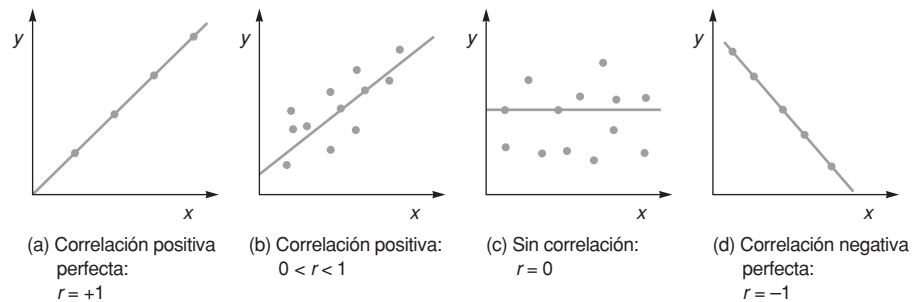 y
x
(a) Correlación positiva
perfecta:
r = +1
y
x
(b) Correlación positiva:
0 < r < 1
y
x
(c) Sin correlación:
r = 0
y
x
(d) Correlación negativa
perfecta:
r = –1